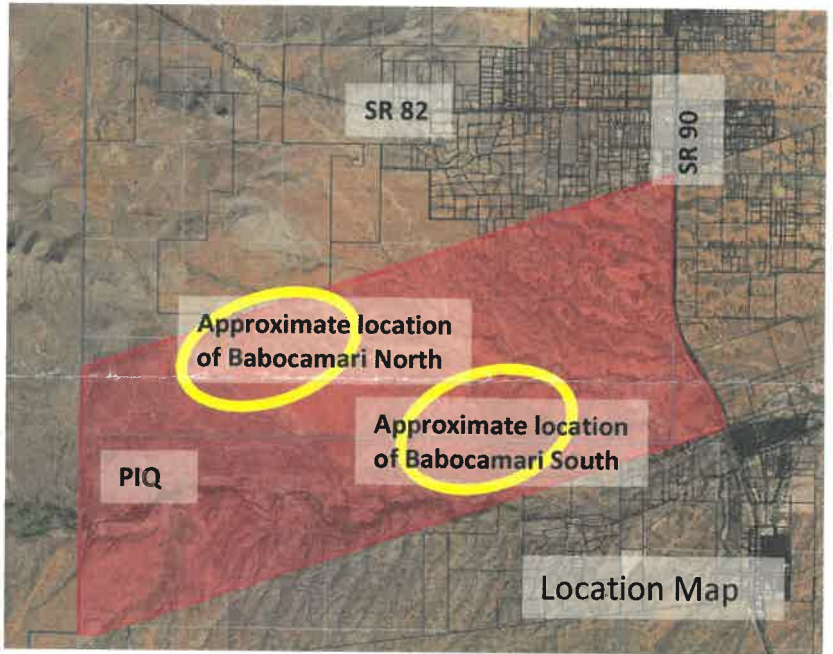 SR 82
SR 90
Approximate location
of Babocamari North
Approximate location
of Babocamari South
PIQ
Location Map